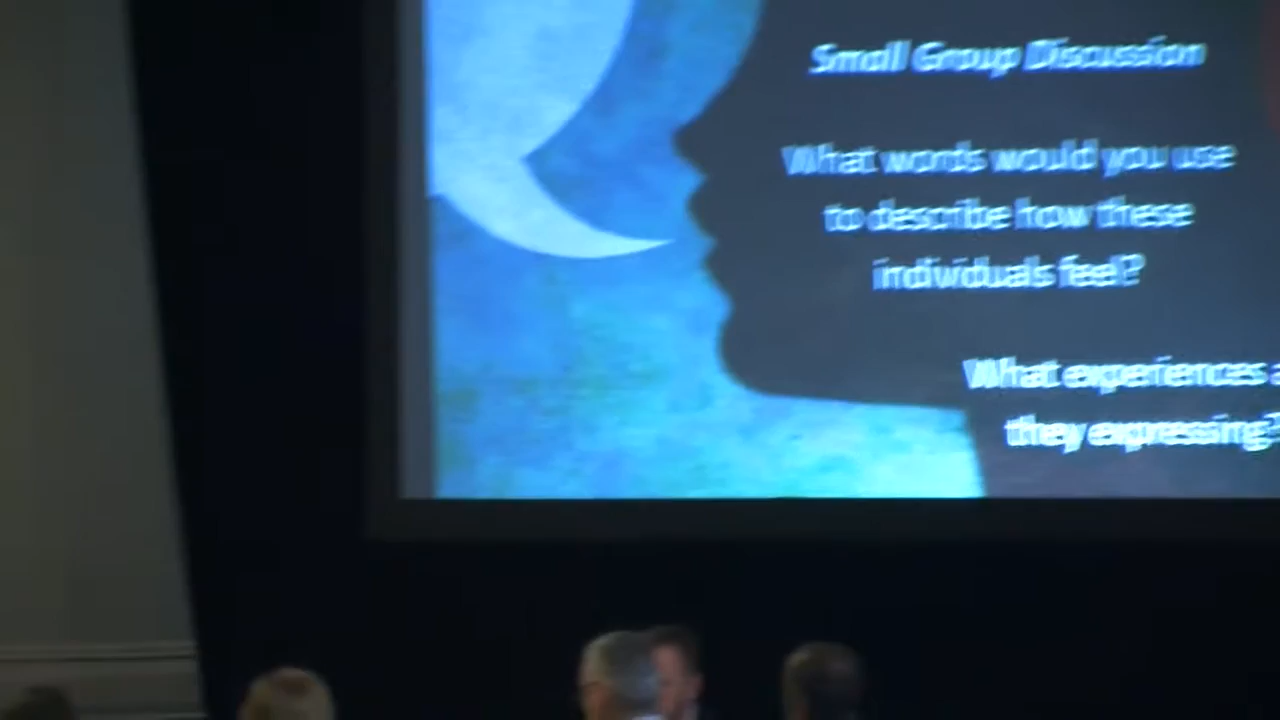 Small Group Discussion
What words would you use
to describe how these
individuals feel?
What experiences
they expressing?